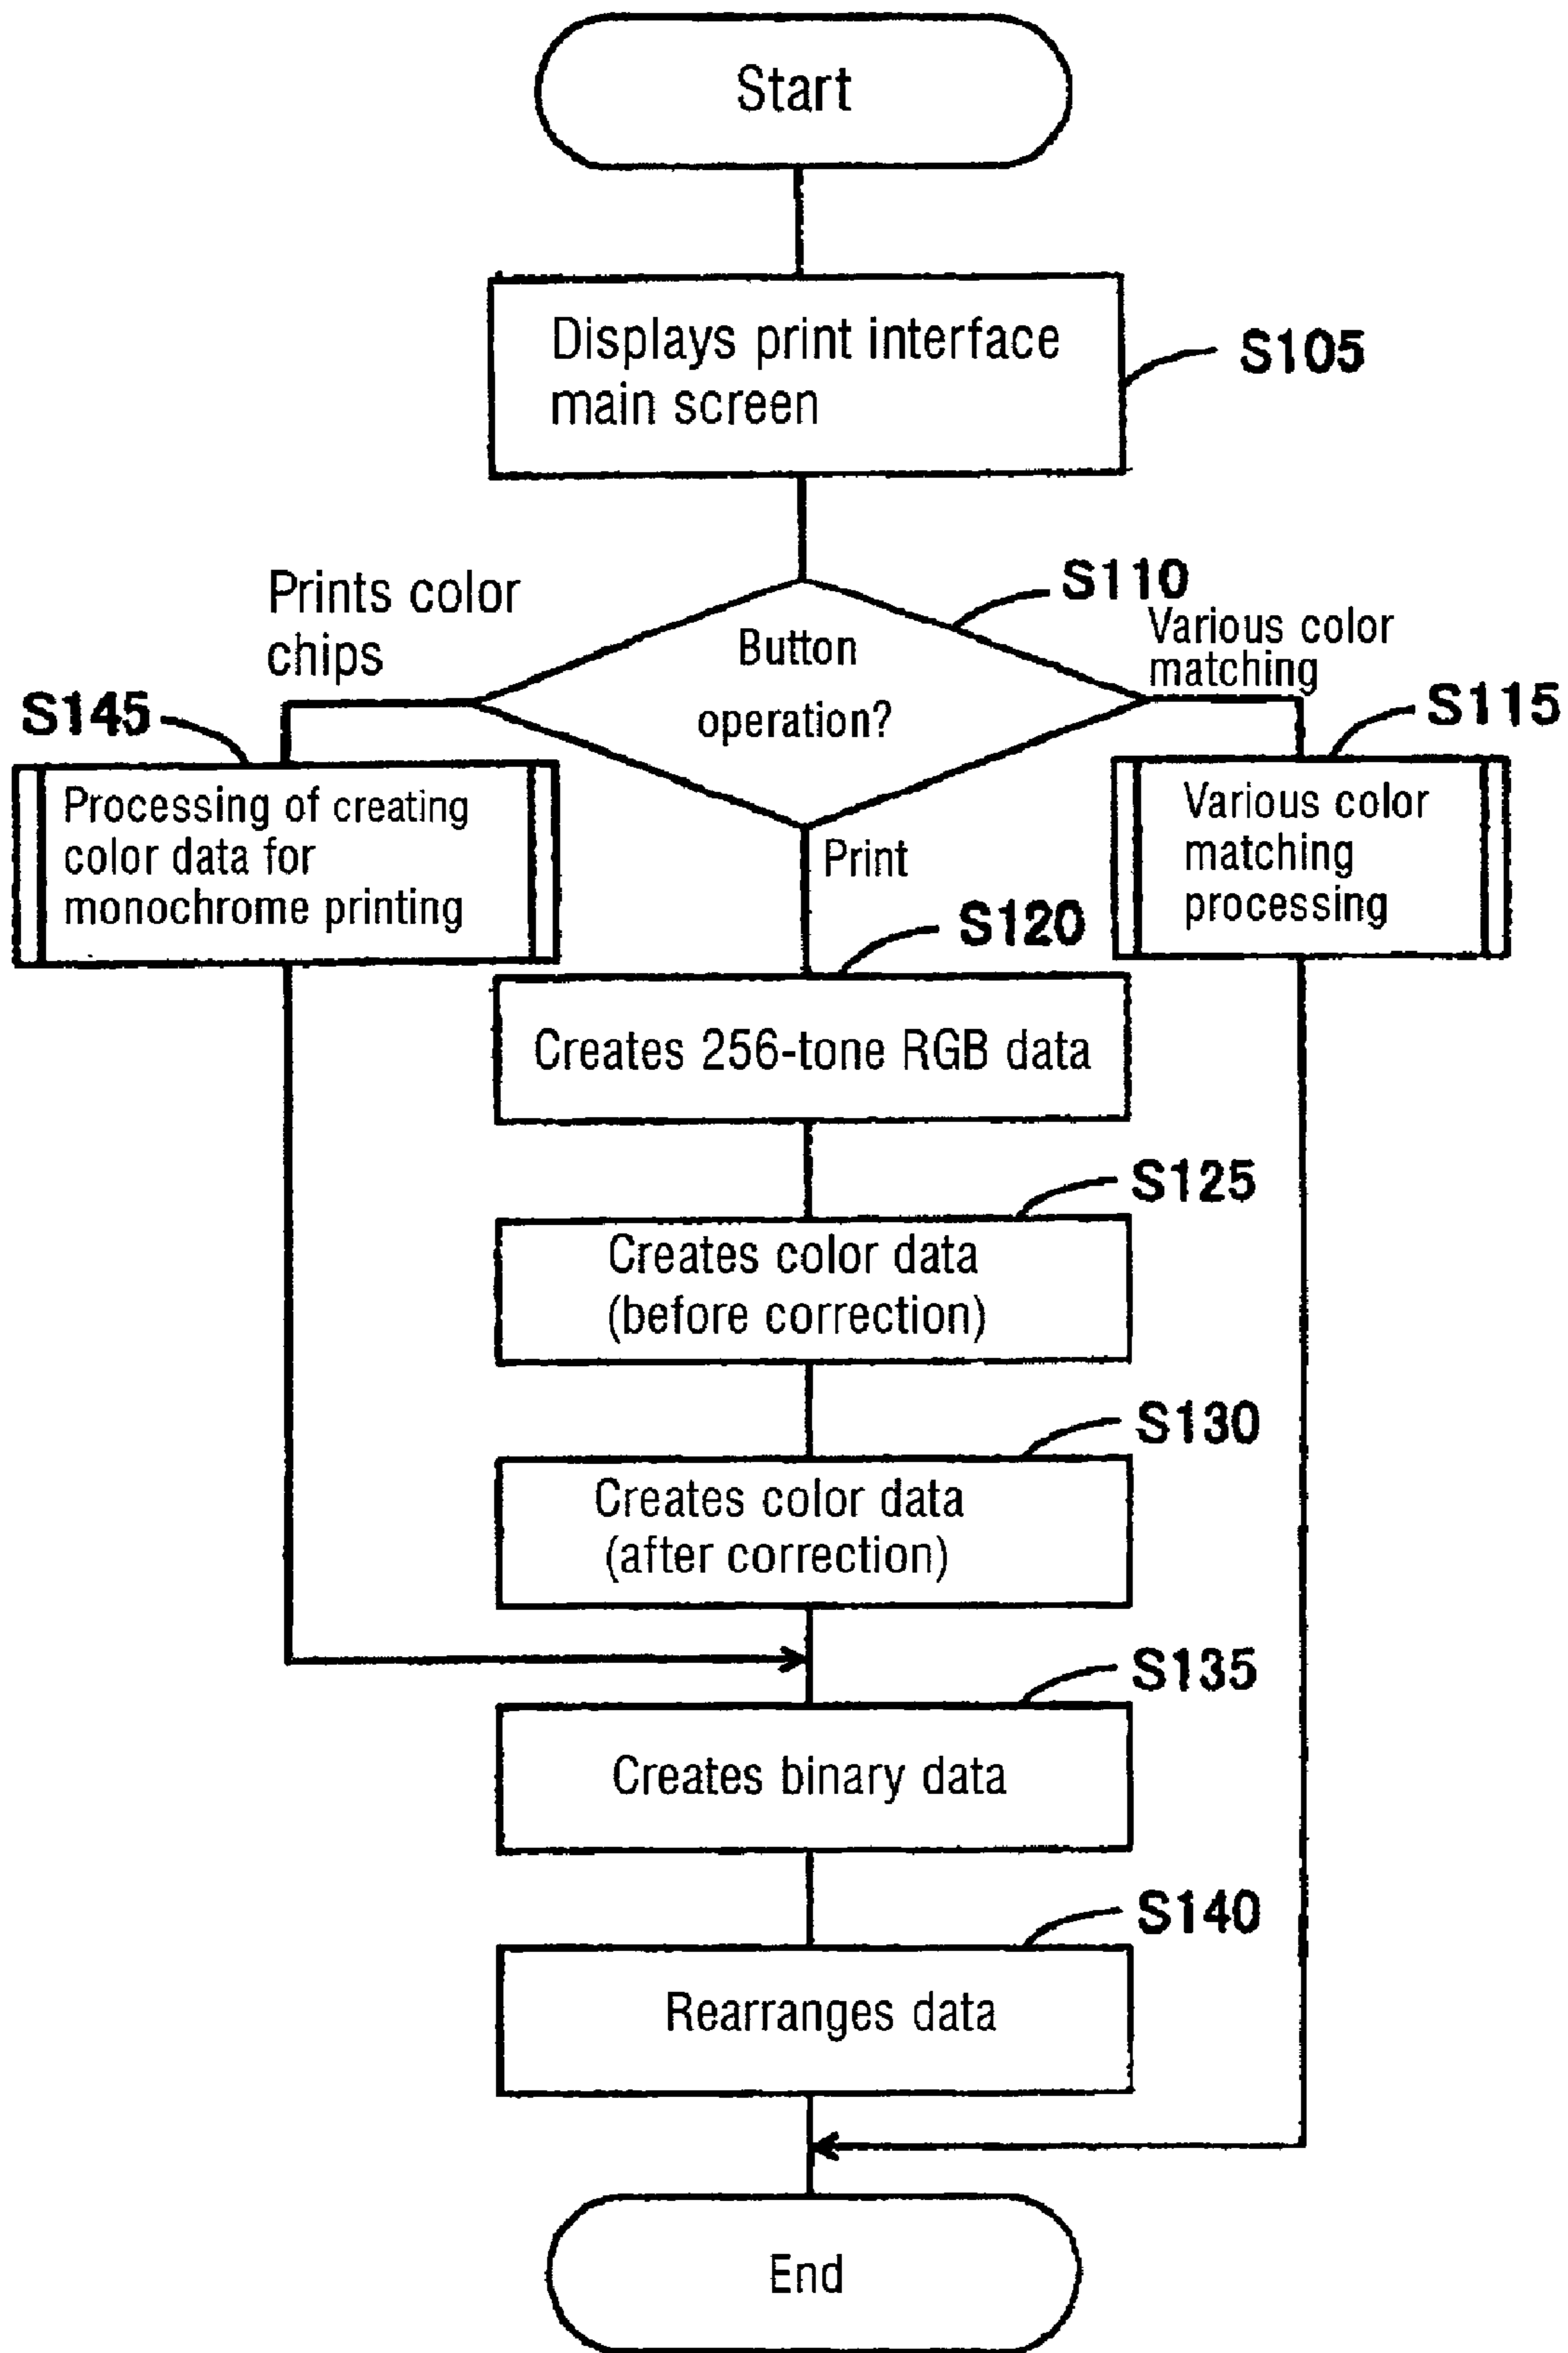 Start
Displays print interface
main screen
S105
Prints color
chips
S110
Button
operation?
Various color
matching
S145
S115
Processing of creating
color data for
monochrome printing
Print
Various color
matching
processing
S120
Creates 256-tone RGB data
S125
Creates color data
(before correction)
S130
Creates color data
(after correction)
S135
Creates binary data
S140
Rearranges data
End